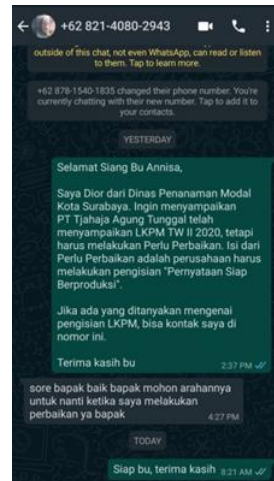 +62 821-4080-2943
outside of this chat, not even WhatsApp, can read or listen
to them. Tap to learn more.
+62 878-1540-1835 changed their phone number. You're
currently chatting with their new number. Tap to add it to
your contacts.
YESTERDAY
Selamat Siang Bu Annisa,
Saya Dior dari Dinas Penanaman Modal
Kota Surabaya. Ingin menyampaikan
PT Tjahaja Agung Tunggal telah
menyampaikan LKPM TW II 2020, tetapi
harus melakukan Perlu Perbaikan. Isi dari
Perlu Perbaikan adalah perusahaan harus
melakukan pengisian "Pernyataan Siap
Berproduksi".
Jika ada yang ditanyakan mengenai
pengisian LKPM, bisa kontak saya di
nomor ini.
Terima kasih bu
2:37 PM
sore bapak baik bapak mohon arahannya
untuk nanti ketika saya melakukan
perbaikan ya bapak
4:27 PM
TODAY
Siap bu, terima kasih 8:21 AM